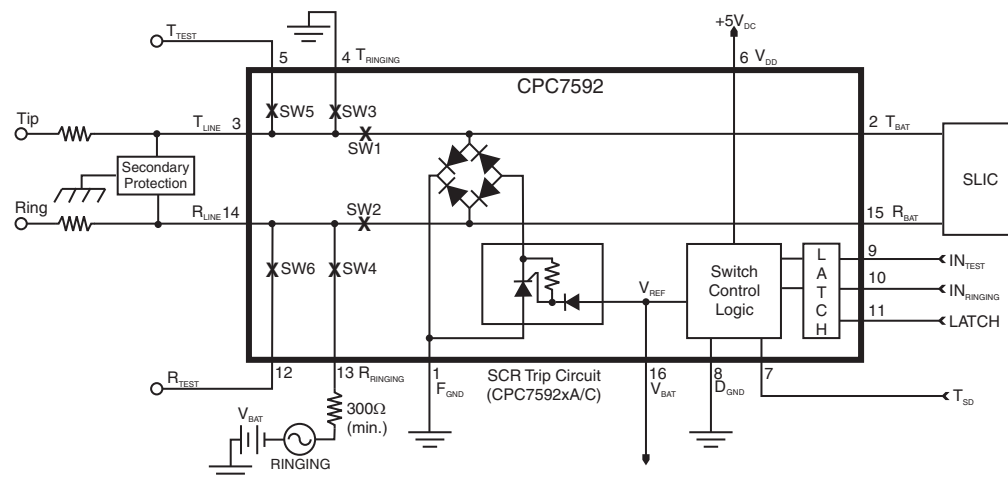 +5VDC
TTEST
5
4 TRINGING
6 VDD
CPC7592
SW5
SW3
Tip
TLINE 3
2 TBAT
SW1
Secondary
Protection
SLIC
Ring
RLINE 14
SW2
15 RBAT
SW6
SW4
VREF
Switch
Control
Logic
L
A
T
C
H
9
INTEST
10
INRINGING
11
LATCH
RTEST
12
13 RRINGING
1
FGND
SCR Trip Circuit
(CPC7592xA/C)
16
VBAT
8
DGND
7
TSD
300Ω
(min.)
VBAT
RINGING